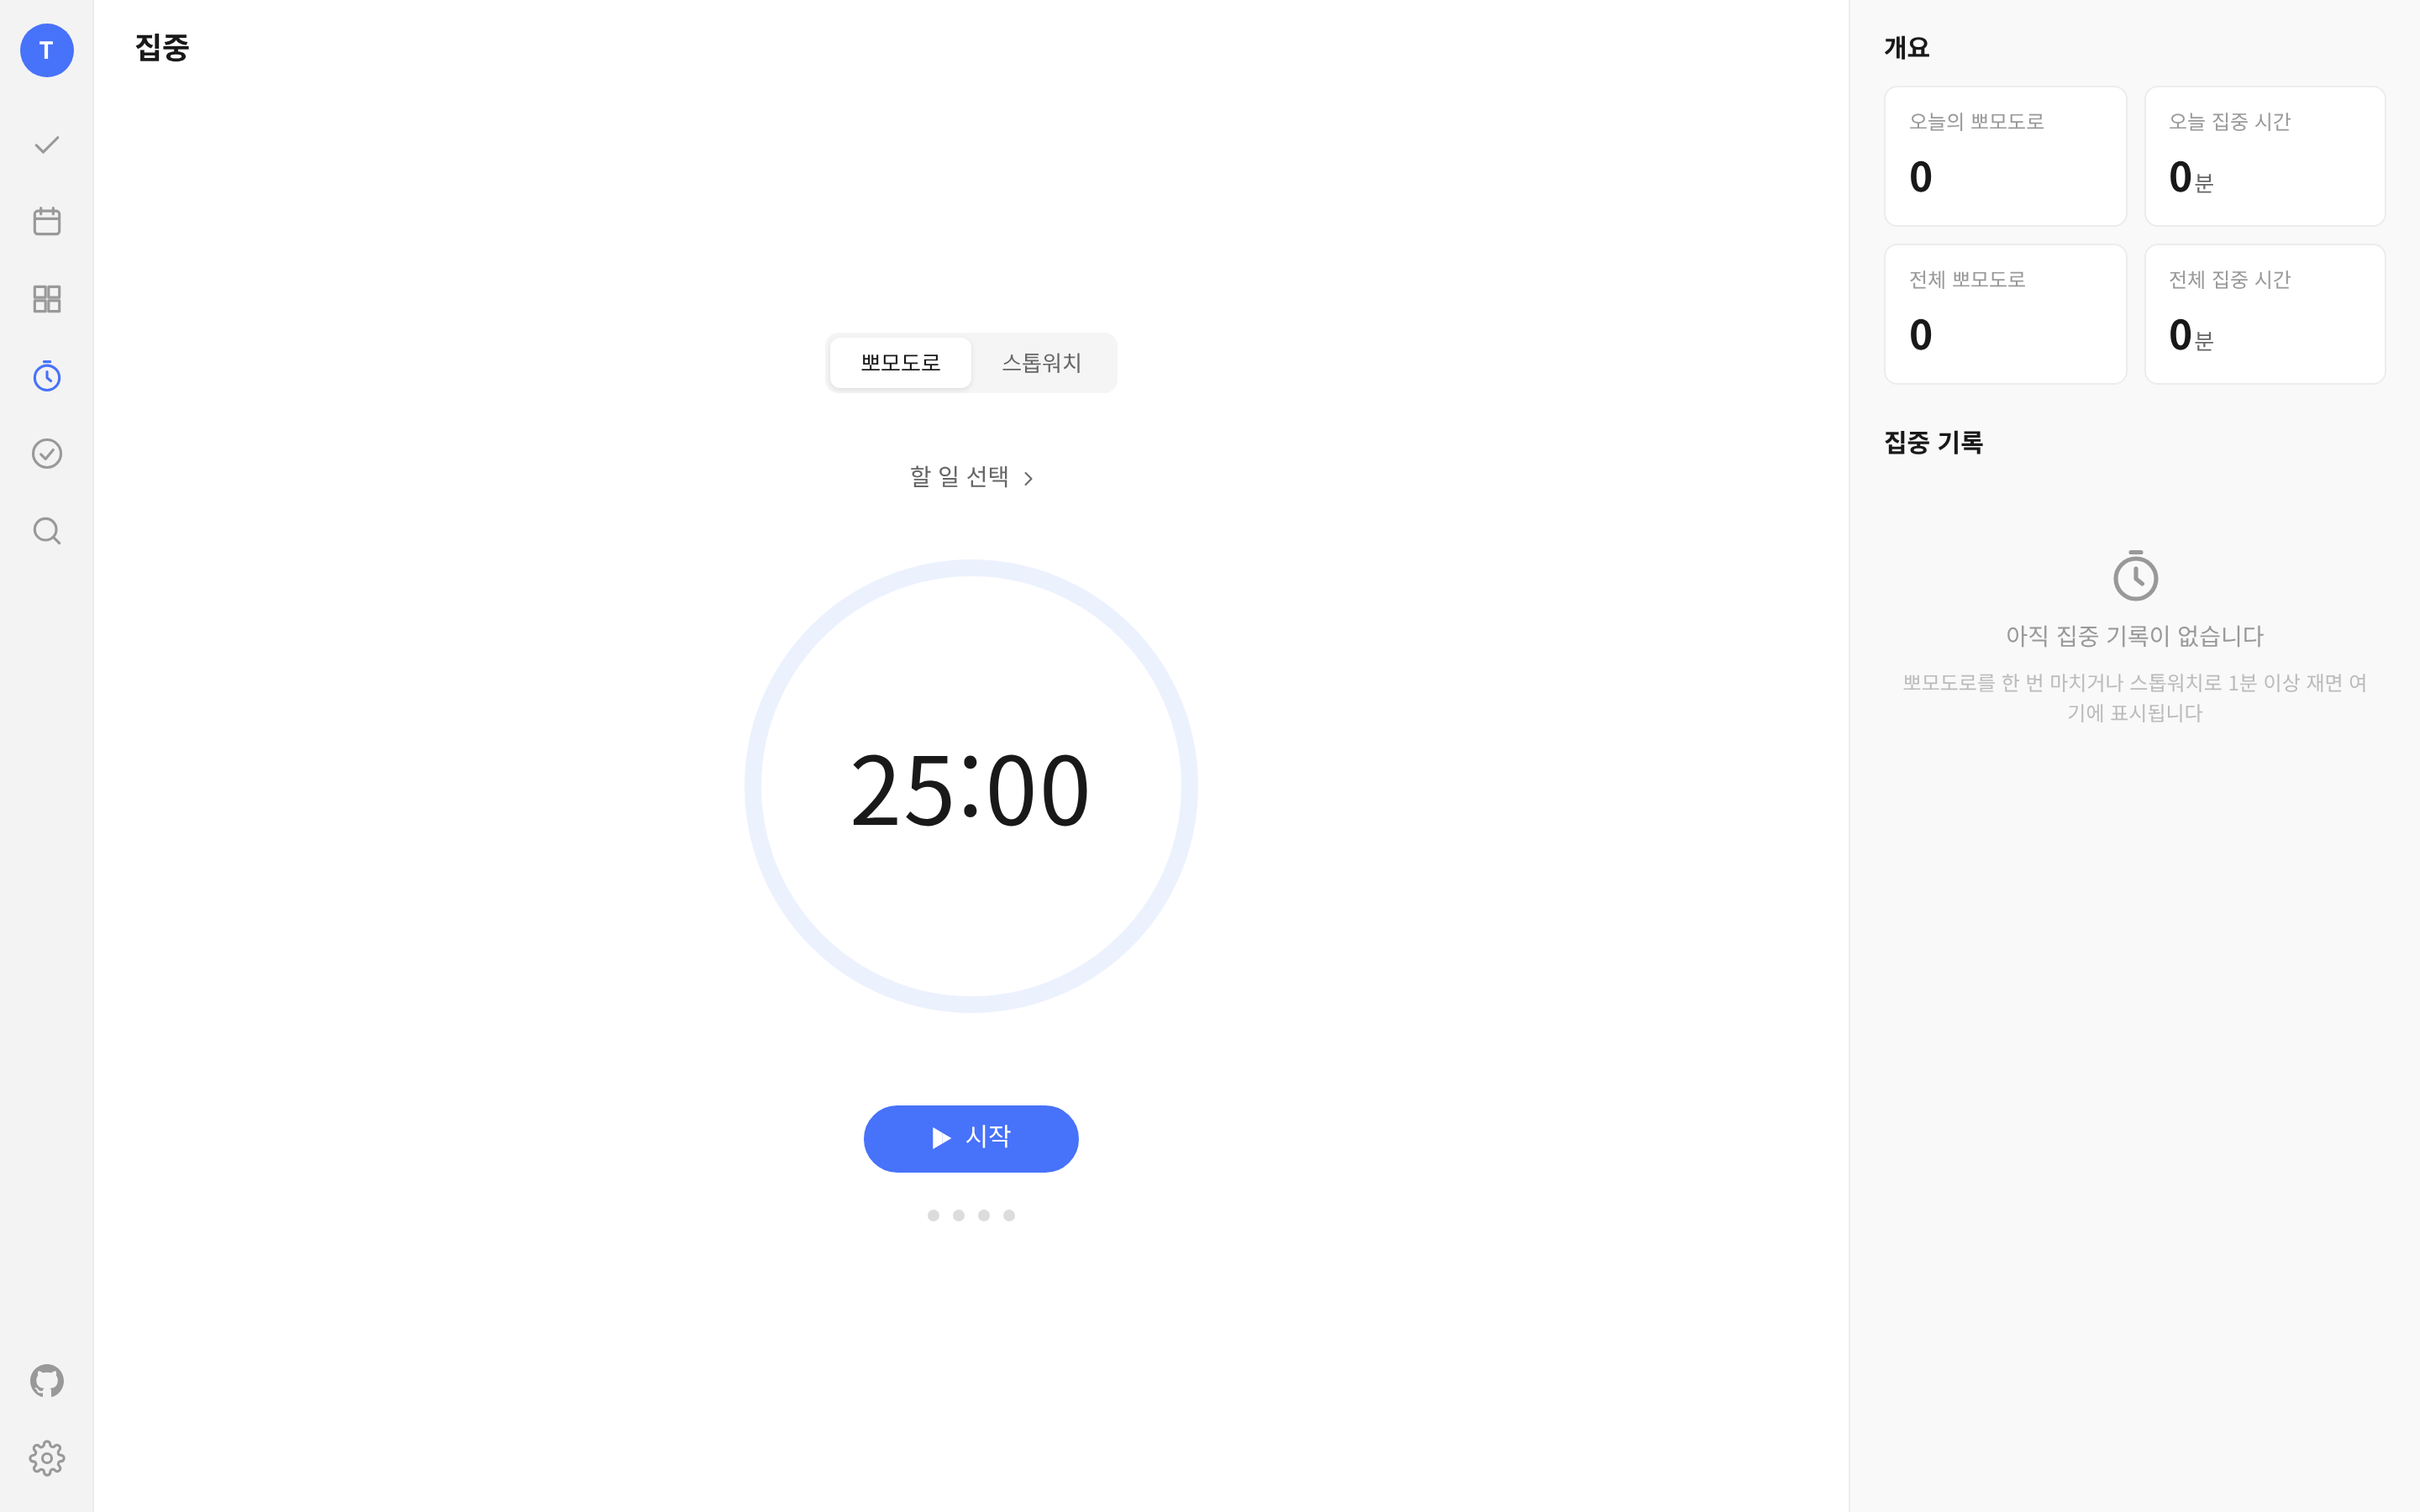 T
집중
뽀모도로
스톱워치
할 일 선택
25:00
시작
개요
오늘의 뽀모도로
0
오늘 집중 시간
0분
전체 뽀모도로
0
전체 집중 시간
0분
집중 기록
아직 집중 기록이 없습니다
뽀모도로를 한 번 마치거나 스톱워치로 1분 이상 재면 여
기에 표시됩니다